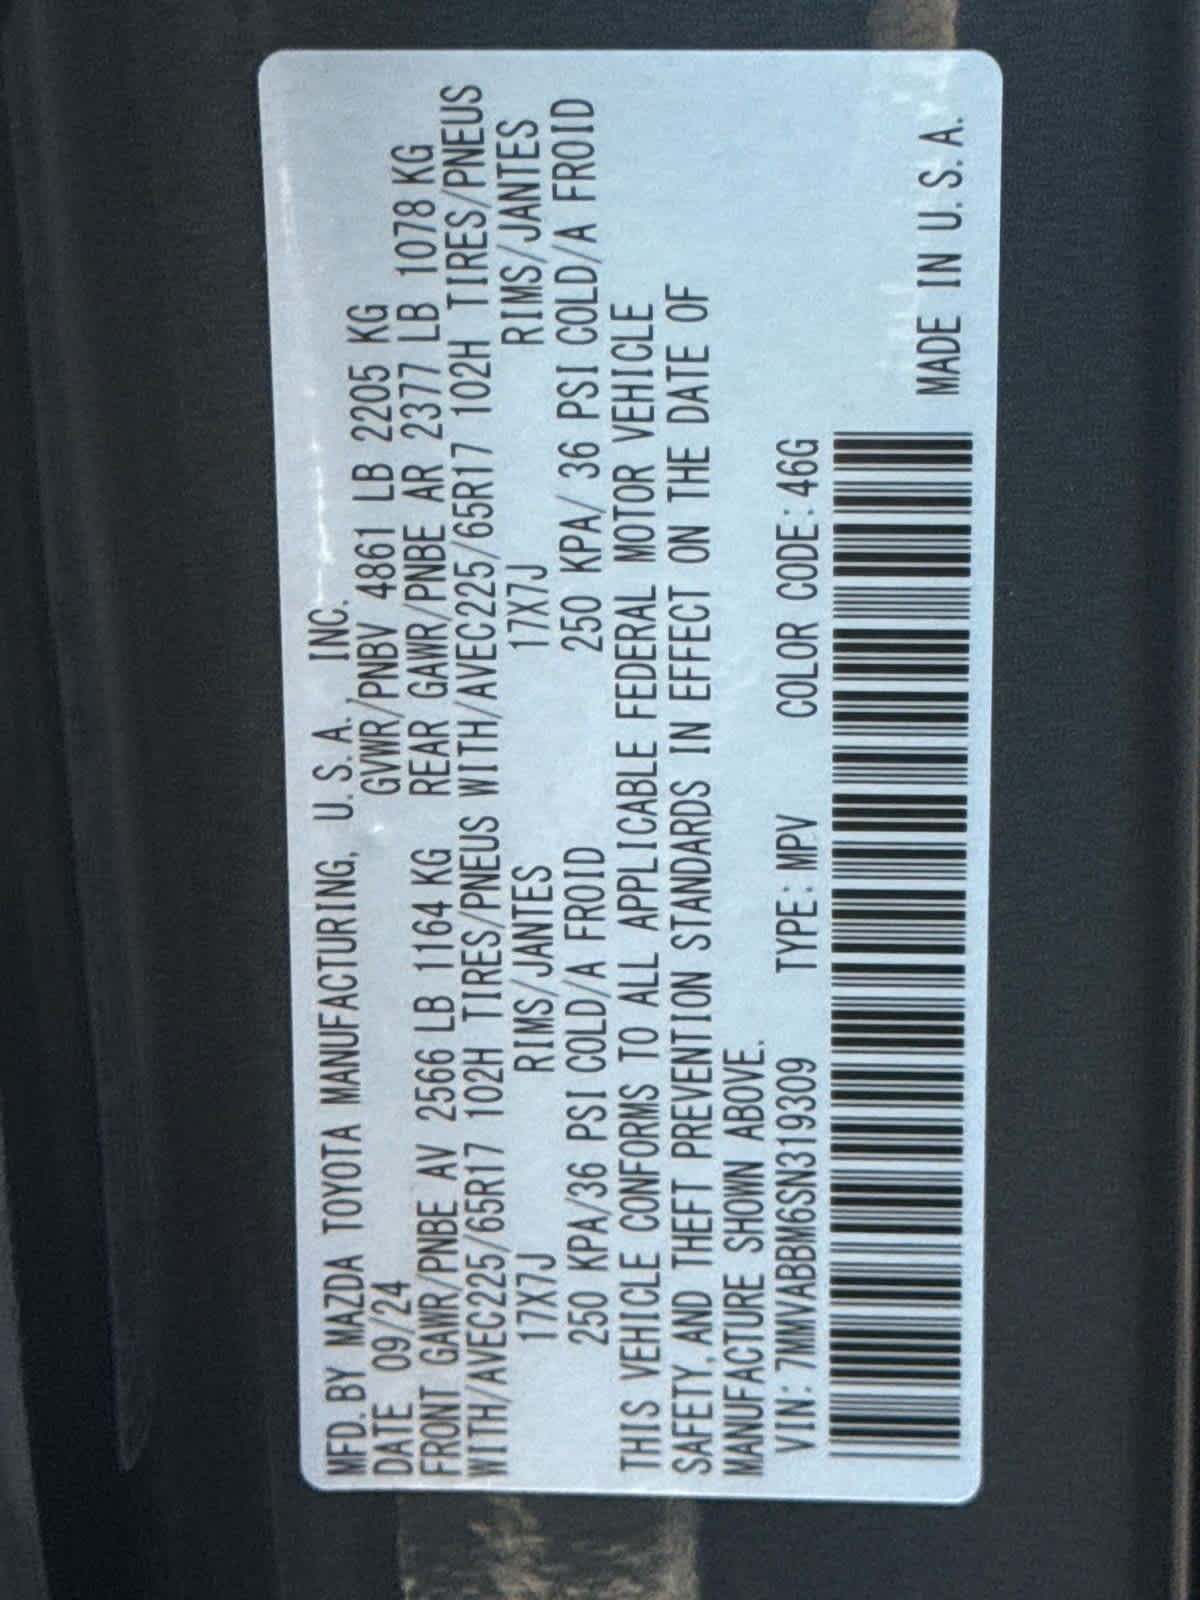 MFD. BY MAZDA TOYOTA MANUFACTURING, U.S.A. INC.
DATE 09/24 GVWR/PNBV 4861 LB 2205 KG
FRONT GAWR/PNBE AV 2566 LB 1164 KG REAR GAWR/PNBE AR 2377 LB 1078 KG
WITH/AVEC225/65R17 102H TIRES/PNEUS WITH/AVEC225/65R17 102H TIRES/PNEUS
17X7J RIMS/JANTES 17X7J RIMS/JANTES
250 KPA/36 PSI COLD/A FROID 250 KPA/ 36 PSI COLD/A FROID
THIS VEHICLE CONFORMS TO ALL APPLICABLE FEDERAL MOTOR VEHICLE
SAFETY, AND THEFT PREVENTION STANDARDS IN EFFECT ON THE DATE OF
MANUFACTURE SHOWN ABOVE.
VIN: 7MMVABBM6SN319309 TYPE: MPV COLOR CODE: 46G
MADE IN U.S.A.